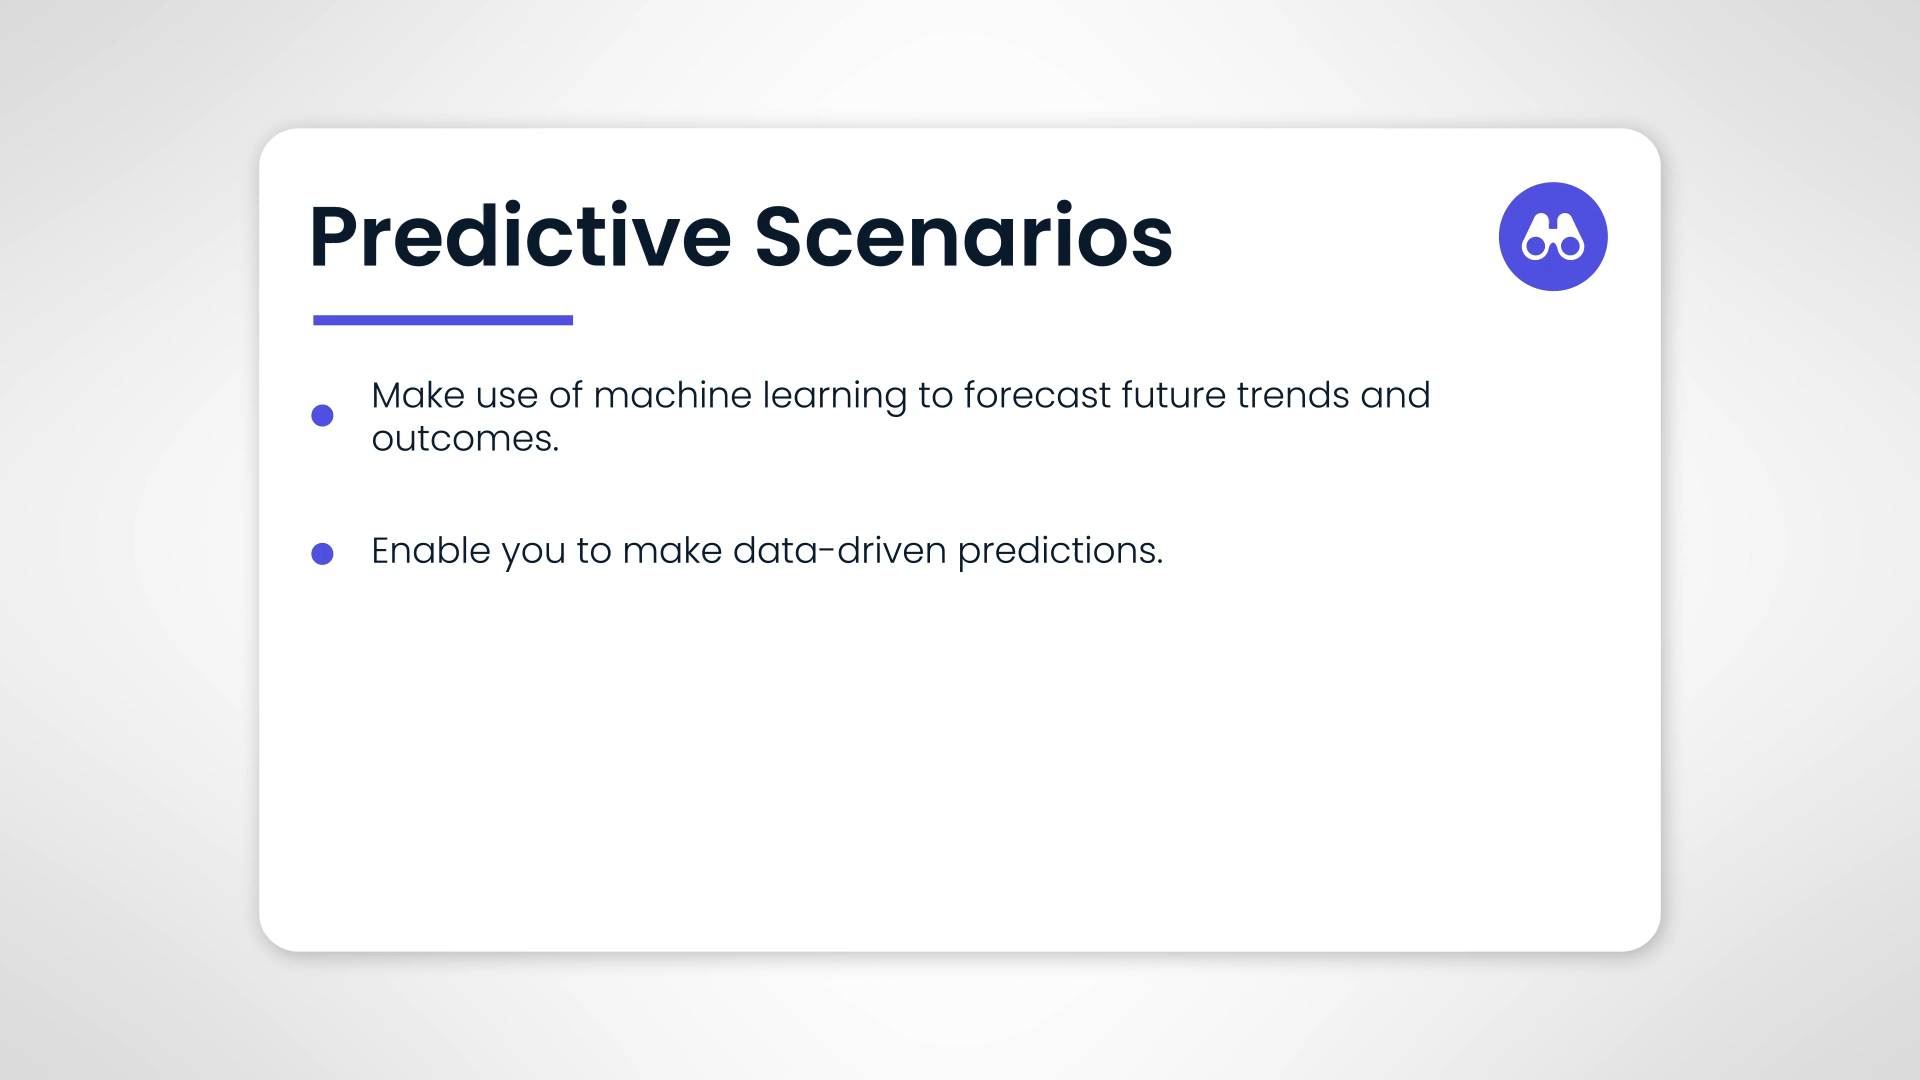 Predictive Scenarios
Make use of machine learning to forecast future trends and
outcomes.
Enable you to make data-driven predictions.